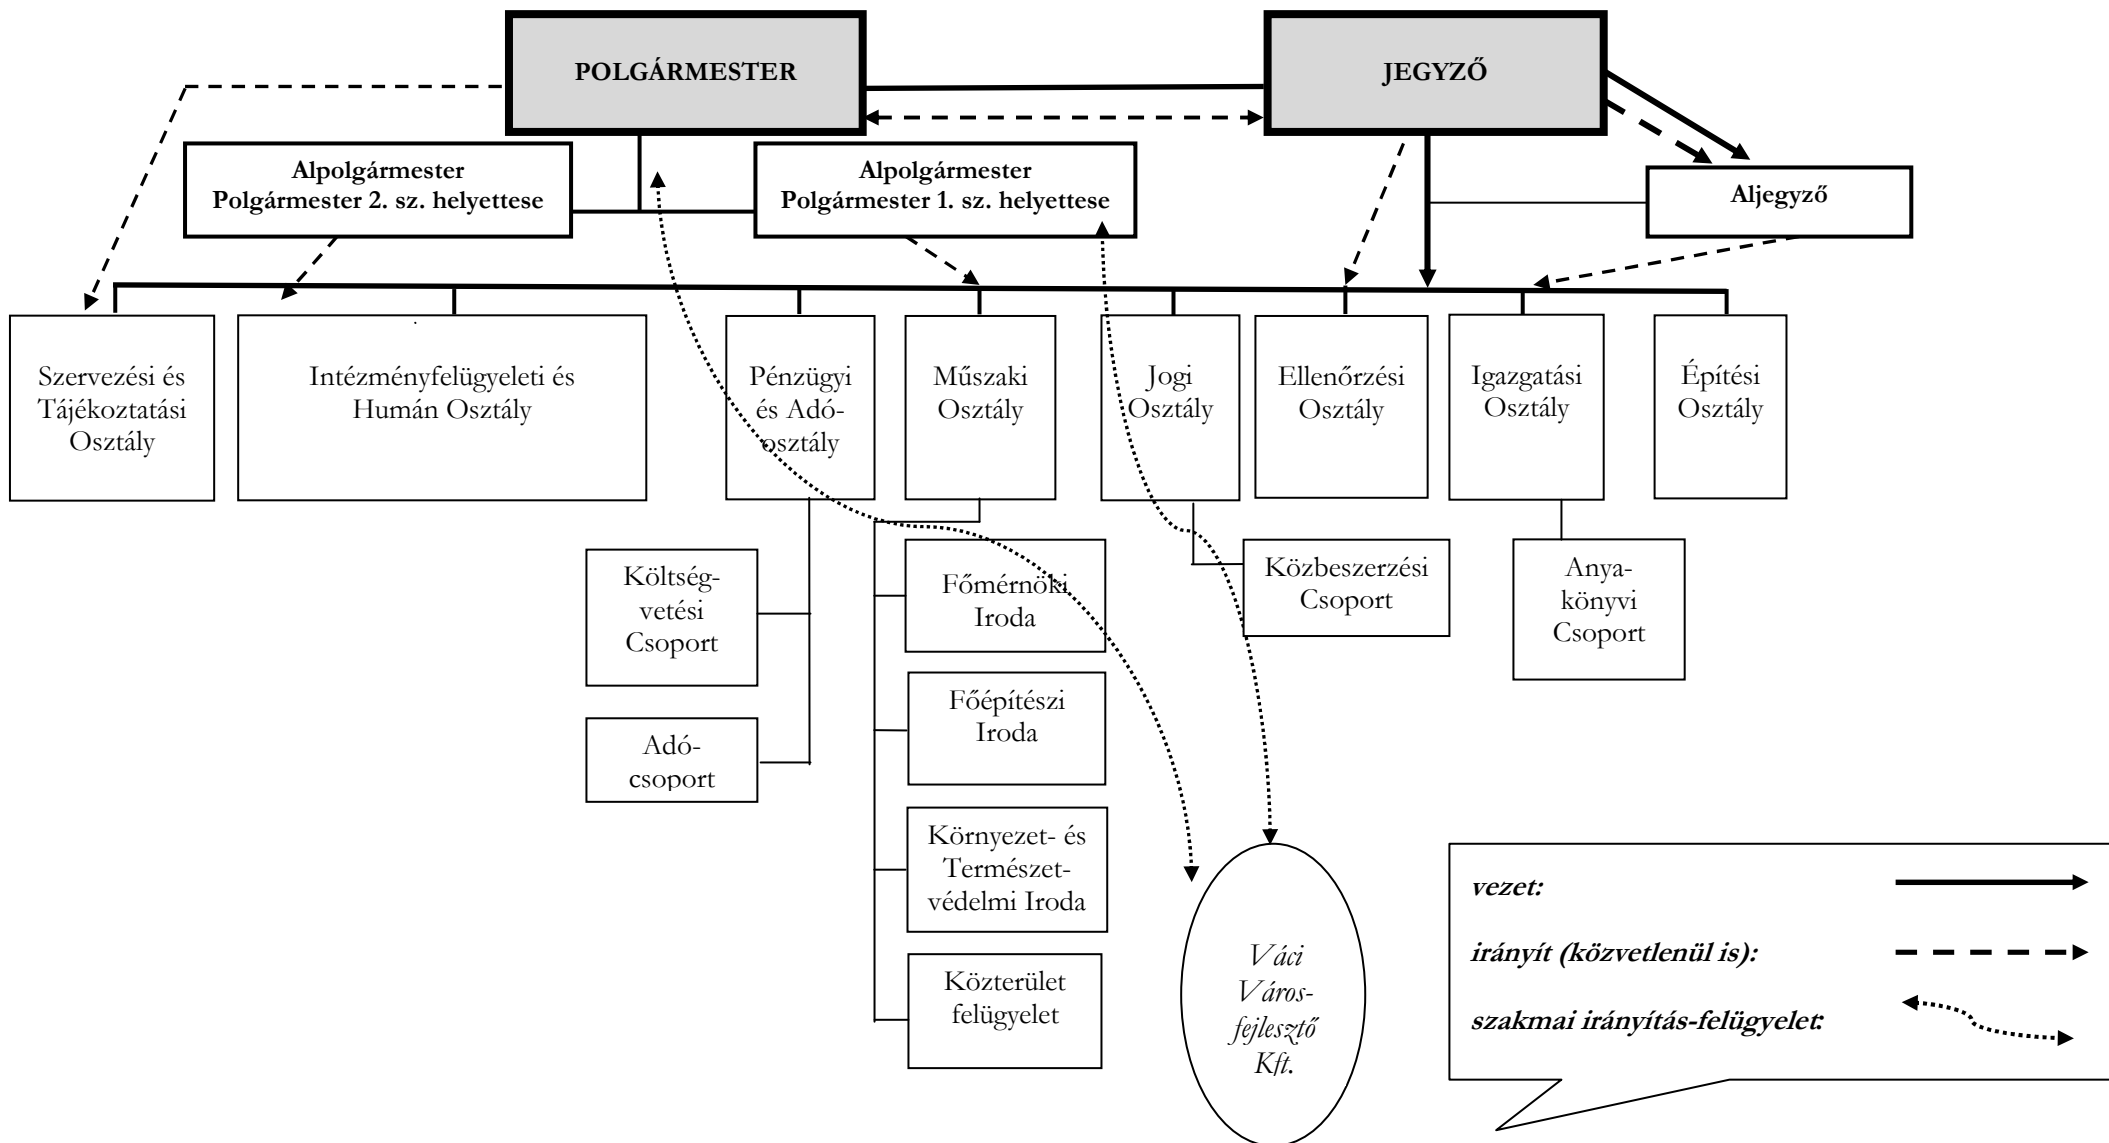 POLGÁRMESTER
JEGYZŐ
Alpolgármester
Polgármester 2. sz. helyettese
Alpolgármester
Polgármester 1. sz. helyettese
Aljegyző
Szervezési és
Tájékoztatási
Osztály
Intézményfelügyeleti és
Humán Osztály
Pénzügyi
és Adó-
osztály
Műszaki
Osztály
Jogi
Osztály
Ellenőrzési
Osztály
Igazgatási
Osztály
Építési
Osztály
Költség-
vetési
Csoport
Adó-
csoport
Főmérnöki
Iroda
Főépítészi
Iroda
Környezet- és
Természet-
védelmi Iroda
Közterület
felügyelet
Közbeszerzési
Csoport
Anya-
könyvi
Csoport
Váci
Város-
fejlesztő
Kft.
vezet:
irányít (közvetlenül is):
szakmai irányítás-felügyelet: